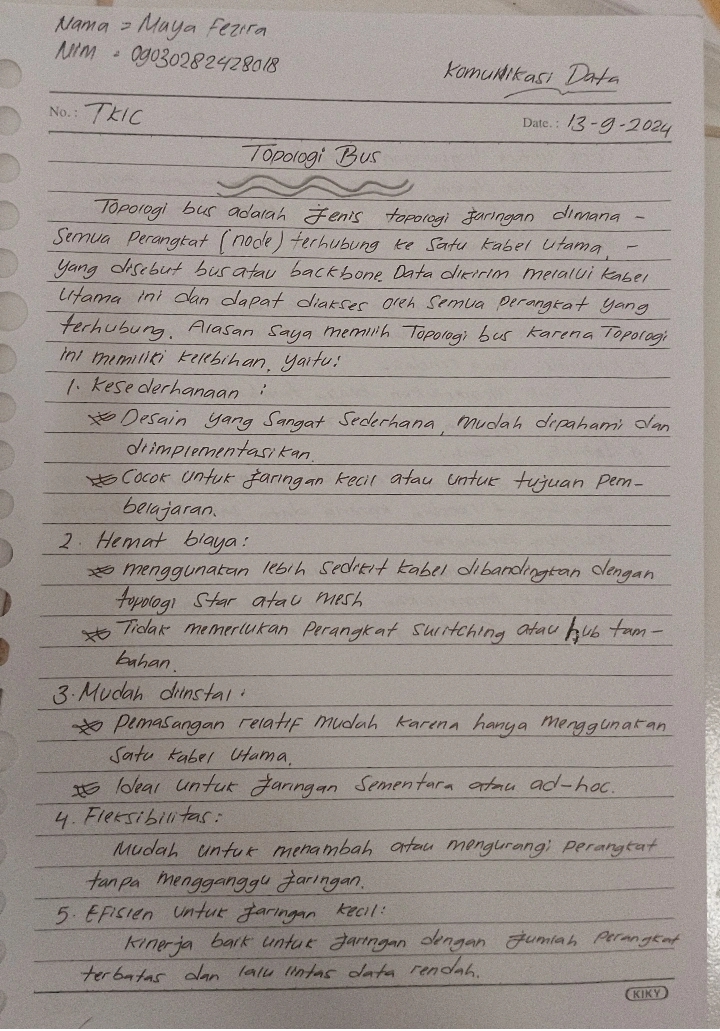 Nama = Maya Fezira
NIM = 09030282428018
Komunikasi Data
No.: TK1C
Date.: 13-9-2024
Topologi Bus
Topologi bus adalah jenis topologi jaringan dimana -
Semua Perangkat (node) terhubung ke Satu Kabel Utama, -
yang disebut bus atau backbone. Data dikirim melalui kabel
Utama ini dan dapat diakses oleh Semua Perangkat yang
terhubung. Alasan Saya memilih Topologi bus karena Topologi
ini memiliki kelebihan, yaitu:
1. Kesederhanaan :
* Desain yang Sangat Sederhana, mudah dipahami dan
diimplementasikan.
* Cocok Untuk jaringan kecil atau untuk tujuan Pem-
belajaran.
2. Hemat biaya:
* menggunakan lebih Sedikit kabel dibandingkan dengan
topologi Star atau Mesh
* Tidak memerlukan Perangkat Switching atau hub tam-
bahan.
3. Mudah diinstal :
* Pemasangan relatif mudah karena hanya menggunakan
Satu Kabel Utama.
* Ideal untuk jaringan Sementara atau ad-hoc.
4. Fleksibilitas:
Mudah untuk menambah atau mengurangi Perangkat
tanpa mengganggu jaringan.
5. Efisien Untuk jaringan kecil:
Kinerja baik untuk jaringan dengan jumlah Perangkat
terbatas dan lalu lintas data rendah.
KIKY